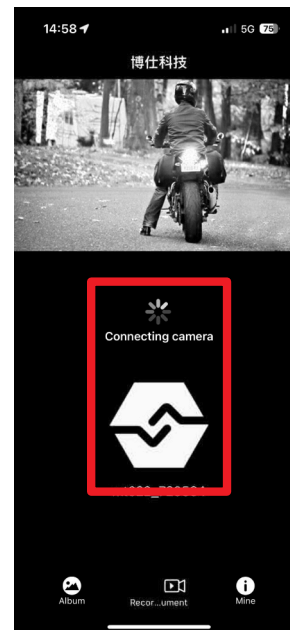 14:58
5G 75
博仕科技
Connecting camera
Album
Recor...ument
Mine